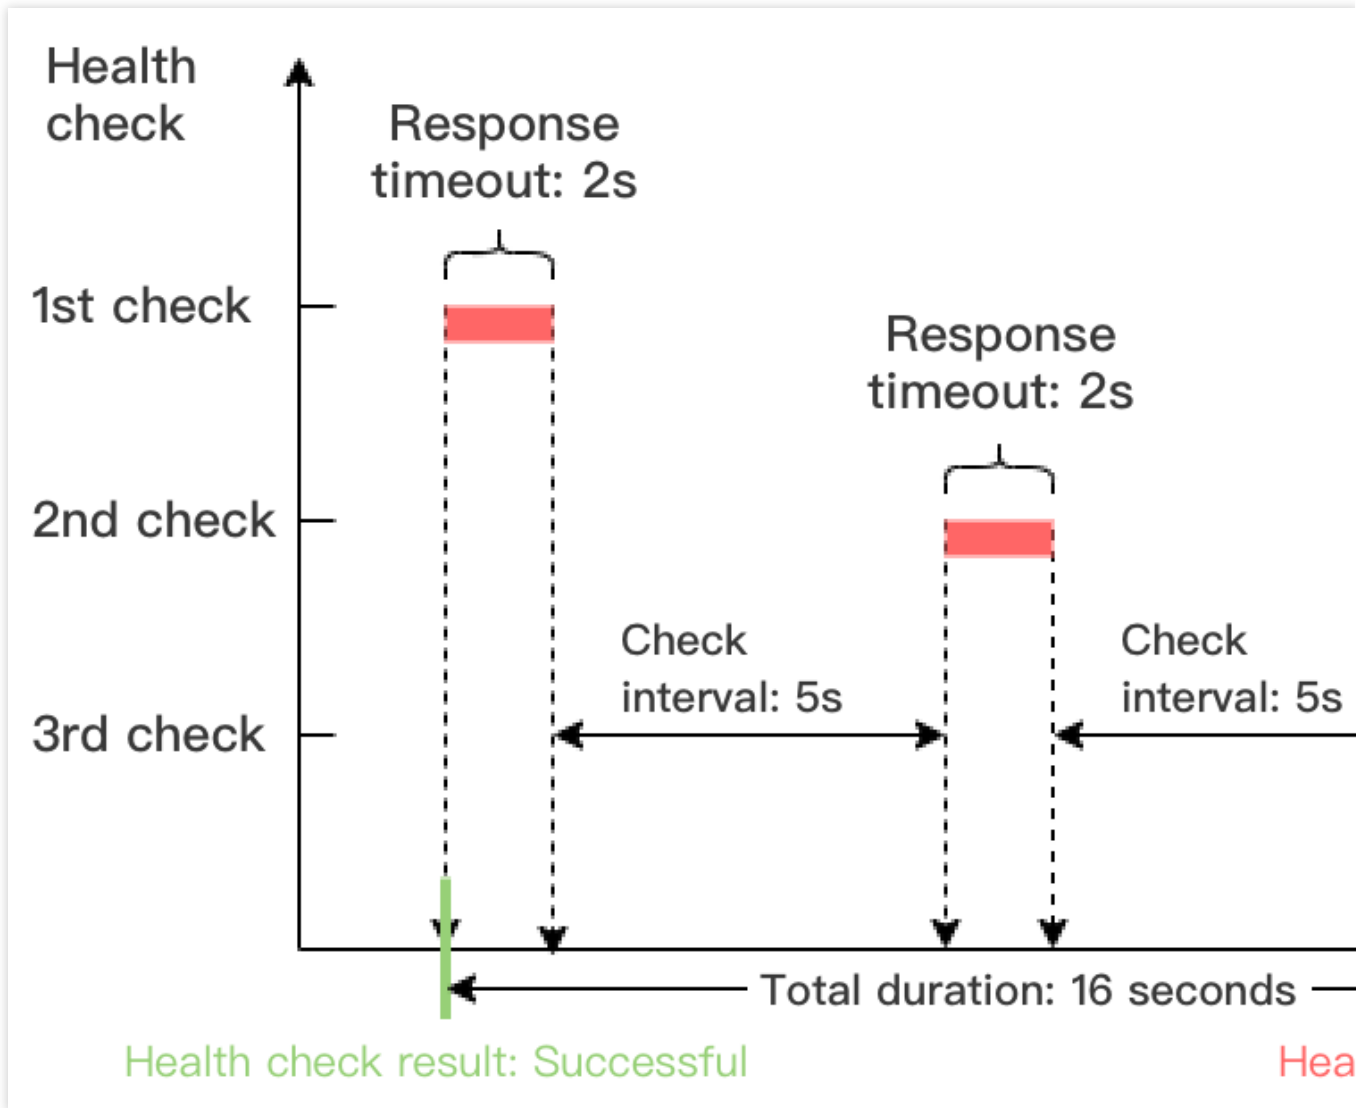 Health
check
Response
timeout: 2s
1st check
Response
timeout: 2s
2nd check
Check
interval: 5s
Check
interval: 5s
3rd check
Total duration: 16 seconds
Health check result: Successful
Hea